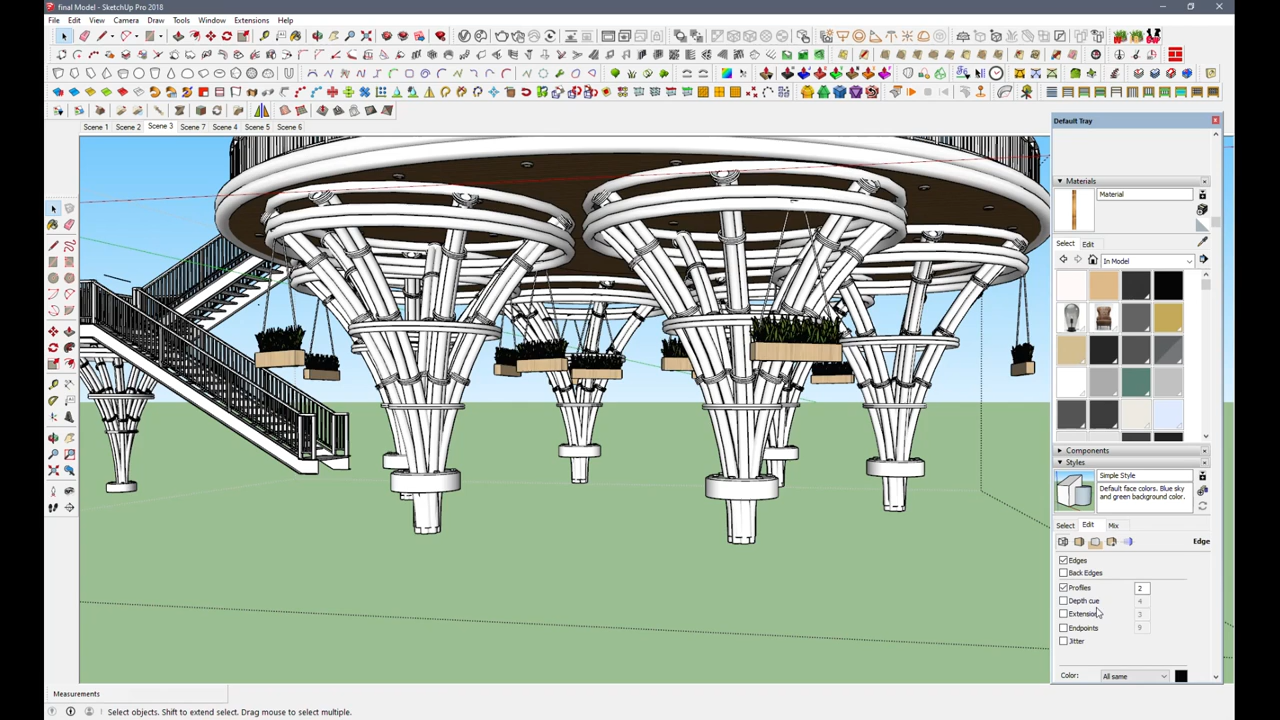 final Model - SketchUp Pro 2018
File Edit View Camera Draw Tools Window Extensions Help
Scene 1 Scene 2 Scene 3 Scene 7 Scene 4 Scene 5 Scene 6
Default Tray
Materials
Material
Select Edit
In Model
Components
Styles
Simple Style
Default face colors. Blue sky
and green background color.
Select Edit Mix
Edge
Edges
Back Edges
Profiles 2
Depth cue 4
Extension 3
Endpoints 9
Jitter
Color: All same
Measurements
Select objects. Shift to extend select. Drag mouse to select multiple.